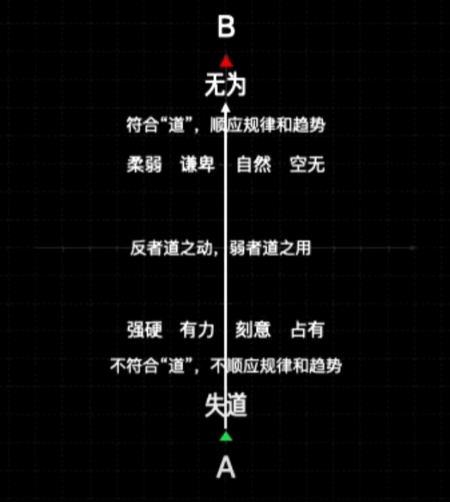 B
无为
符合“道”，顺应规律和趋势
柔弱 谦卑 自然 空无
反者道之动，弱者道之用
强硬 有力 刻意 占有
不符合“道”，不顺应规律和趋势
失道
A